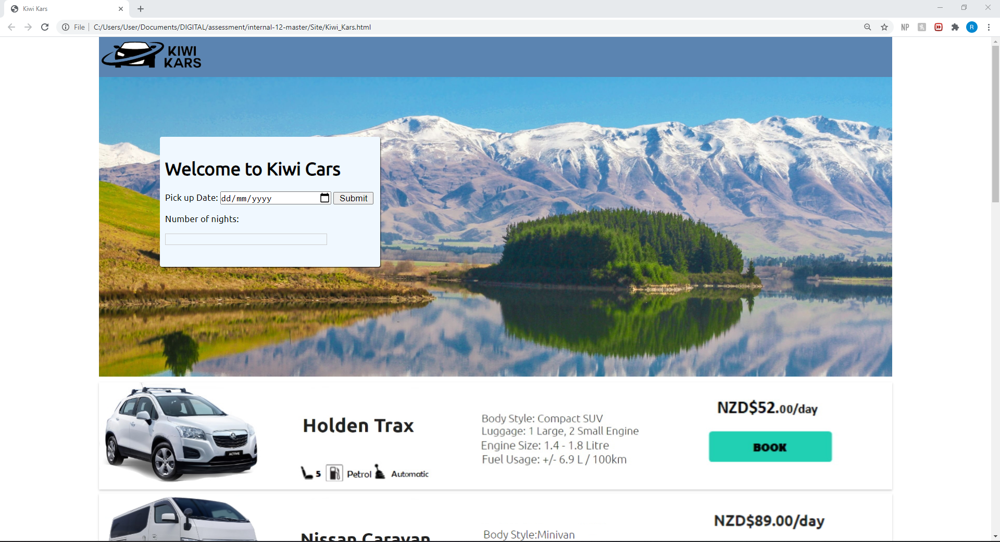 Kiwi Kars
File
C:/Users/User/Documents/DIGITAL/assessment/internal-12-master/Site/Kiwi_Kars.html
NP
R
KIWI
KARS
Welcome to Kiwi Cars
Pick up Date: dd/mm/yyyy Submit
Number of nights:
ACTIVE
Holden Trax
5 Petrol Automatic
Body Style: Compact SUV
Luggage: 1 Large, 2 Small Engine
Engine Size: 1.4 - 1.8 Litre
Fuel Usage: +/- 6.9 L / 100km
NZD$52.00/day
BOOK
Nissan Caravan
Body Style:Minivan
NZD$89.00/day